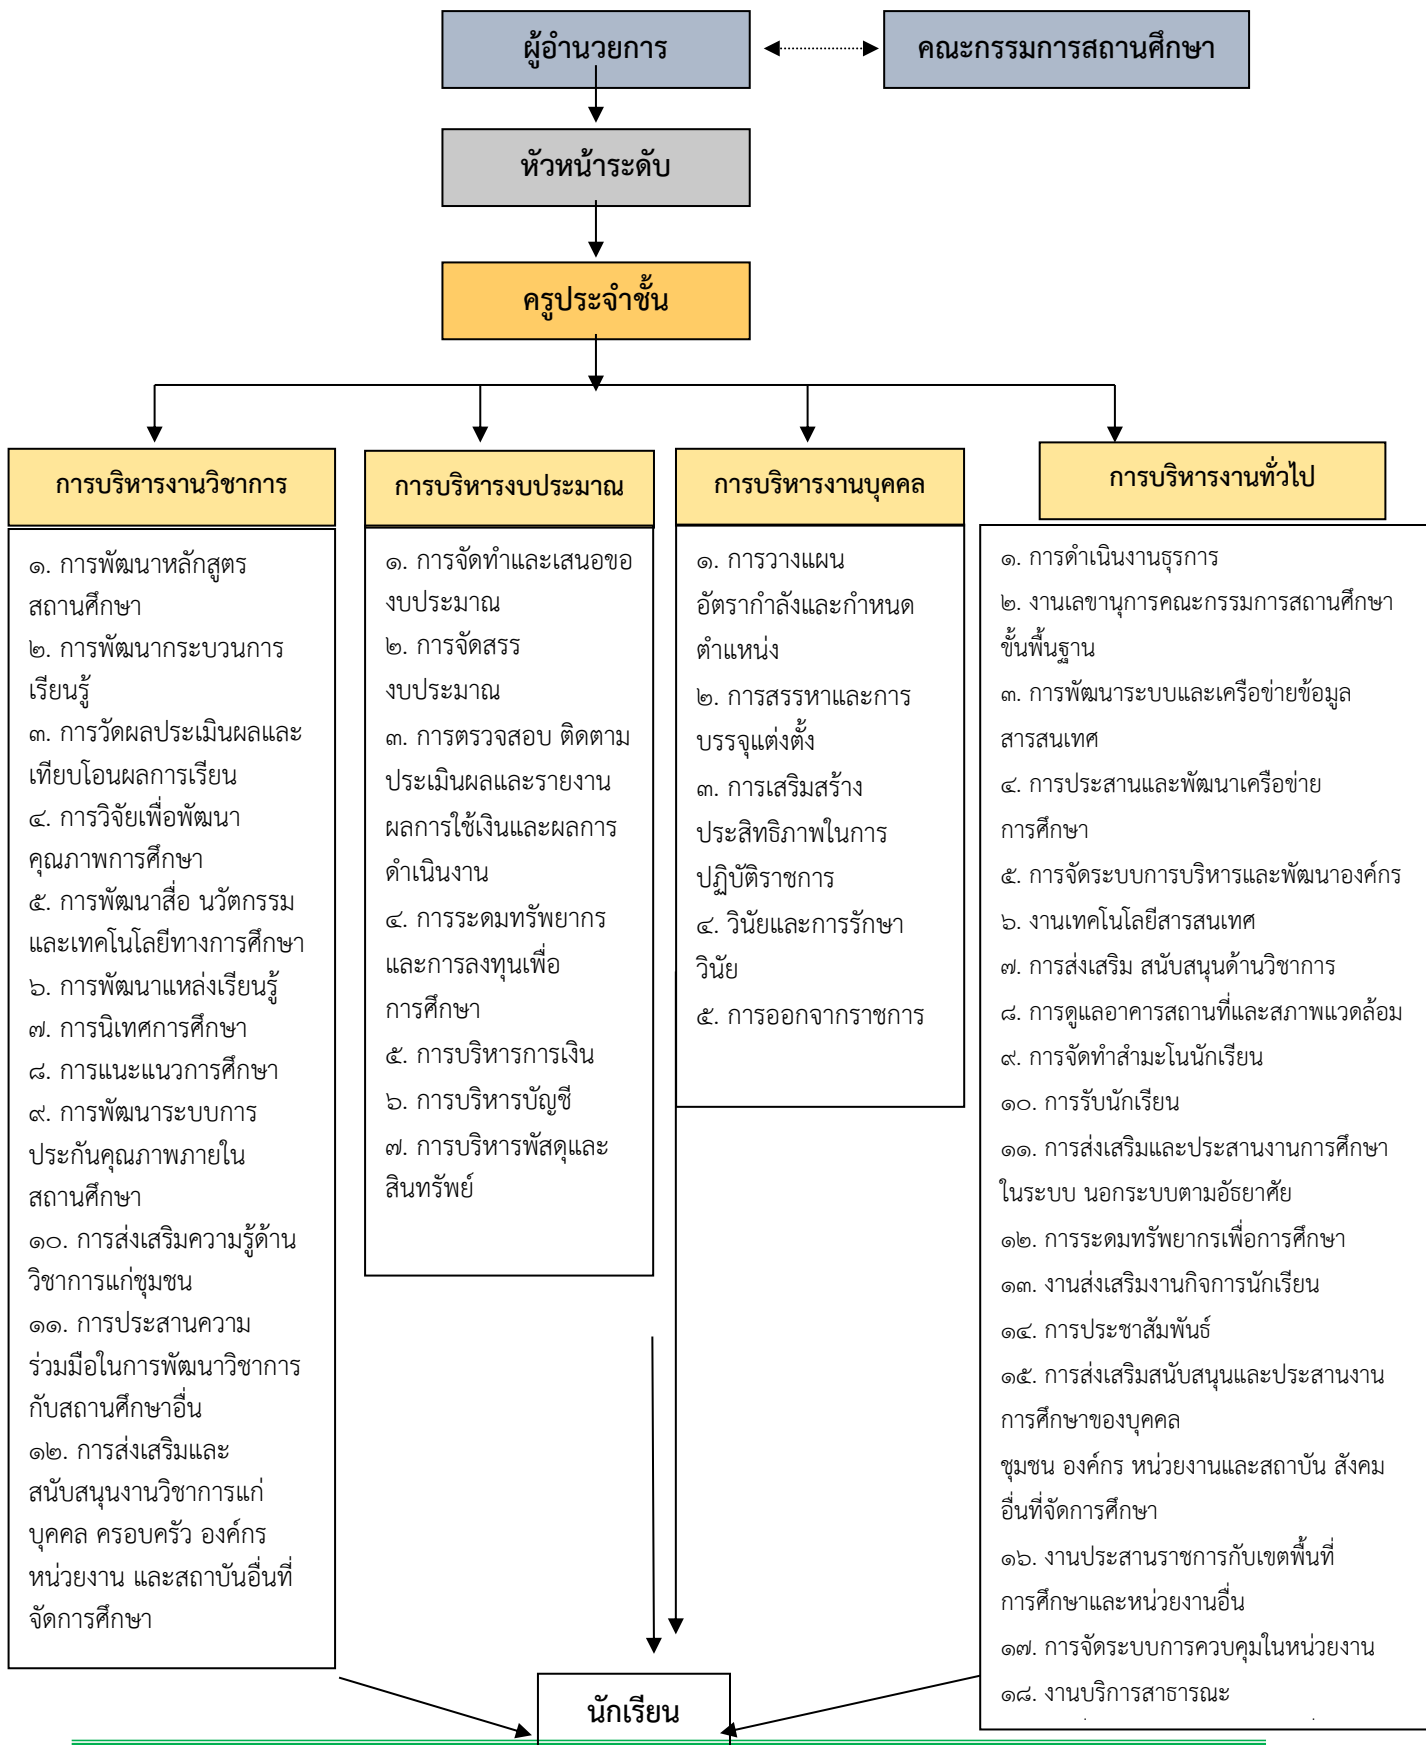 ผู้อำนวยการ
คณะกรรมการสถานศึกษา
หัวหน้าระดับ
ครูประจำชั้น
การบริหารงานวิชาการ
๑. การพัฒนาหลักสูตร
สถานศึกษา
๒. การพัฒนากระบวนการ
เรียนรู้
๓. การวัดผลประเมินผลและ
เทียบโอนผลการเรียน
๔. การวิจัยเพื่อพัฒนา
คุณภาพการศึกษา
๕. การพัฒนาสื่อ นวัตกรรม
และเทคโนโลยีทางการศึกษา
๖. การพัฒนาแหล่งเรียนรู้
๗. การนิเทศการศึกษา
๘. การแนะแนวการศึกษา
๙. การพัฒนาระบบการ
ประกันคุณภาพภายใน
สถานศึกษา
๑๐. การส่งเสริมความรู้ด้าน
วิชาการแก่ชุมชน
๑๑. การประสานความ
ร่วมมือในการพัฒนาวิชาการ
กับสถานศึกษาอื่น
๑๒. การส่งเสริมและ
สนับสนุนงานวิชาการแก่
บุคคล ครอบครัว องค์กร
หน่วยงาน และสถาบันอื่นที่
จัดการศึกษา
การบริหารงบประมาณ
๑. การจัดทำและเสนอขอ
งบประมาณ
๒. การจัดสรร
งบประมาณ
๓. การตรวจสอบ ติดตาม
ประเมินผลและรายงาน
ผลการใช้เงินและผลการ
ดำเนินงาน
๔. การระดมทรัพยากร
และการลงทุนเพื่อ
การศึกษา
๕. การบริหารการเงิน
๖. การบริหารบัญชี
๗. การบริหารพัสดุและ
สินทรัพย์
การบริหารงานบุคคล
๑. การวางแผน
อัตรากำลังและกำหนด
ตำแหน่ง
๒. การสรรหาและการ
บรรจุแต่งตั้ง
๓. การเสริมสร้าง
ประสิทธิภาพในการ
ปฏิบัติราชการ
๔. วินัยและการรักษา
วินัย
๕. การออกจากราชการ
การบริหารงานทั่วไป
๑. การดำเนินงานธุรการ
๒. งานเลขานุการคณะกรรมการสถานศึกษา
ขั้นพื้นฐาน
๓. การพัฒนาระบบและเครือข่ายข้อมูล
สารสนเทศ
๔. การประสานและพัฒนาเครือข่าย
การศึกษา
๕. การจัดระบบการบริหารและพัฒนาองค์กร
๖. งานเทคโนโลยีสารสนเทศ
๗. การส่งเสริม สนับสนุนด้านวิชาการ
๘. การดูแลอาคารสถานที่และสภาพแวดล้อม
๙. การจัดทำสำมะโนนักเรียน
๑๐. การรับนักเรียน
๑๑. การส่งเสริมและประสานงานการศึกษา
ในระบบ นอกระบบตามอัธยาศัย
๑๒. การระดมทรัพยากรเพื่อการศึกษา
๑๓. งานส่งเสริมงานกิจการนักเรียน
๑๔. การประชาสัมพันธ์
๑๕. การส่งเสริมสนับสนุนและประสานงาน
การศึกษาของบุคคล
ชุมชน องค์กร หน่วยงานและสถาบัน สังคม
อื่นที่จัดการศึกษา
๑๖. งานประสานราชการกับเขตพื้นที่
การศึกษาและหน่วยงานอื่น
๑๗. การจัดระบบการควบคุมในหน่วยงาน
๑๘. งานบริการสาธารณะ
นักเรียน